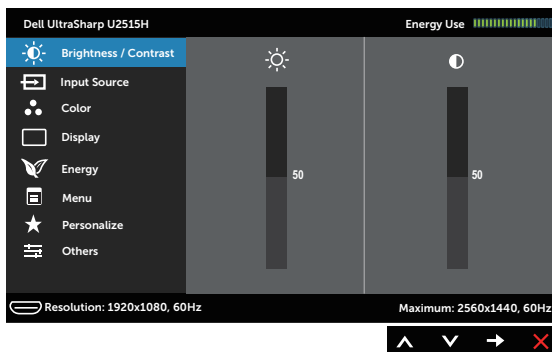 Dell UltraSharp U2515H Energy Use
Brightness / Contrast
Input Source
Color
Display
Energy
Menu
Personalize
Others
50 50
Resolution: 1920x1080, 60Hz Maximum: 2560x1440, 60Hz